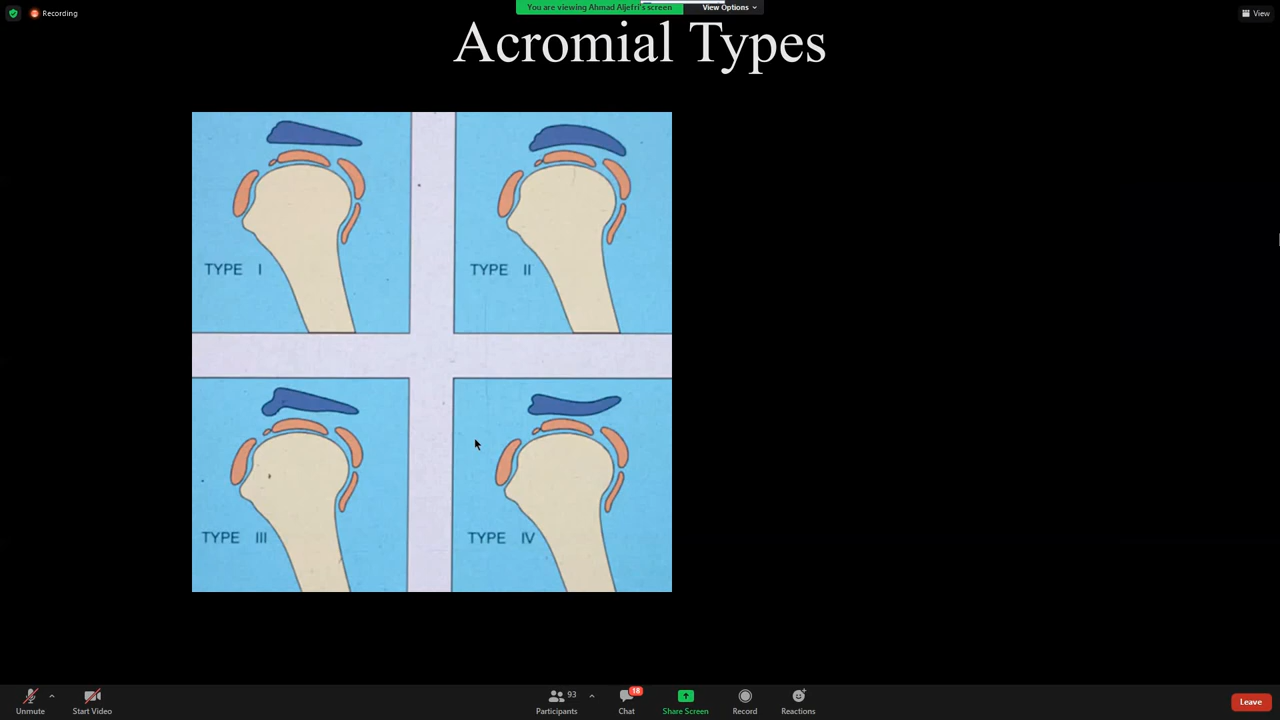 You are viewing Ahmad Aljefri's screen
View Options
Recording
View
Acromial Types
TYPE I
TYPE II
TYPE III
TYPE IV
Unmute
Start Video
93
Participants
18
Chat
Share Screen
Record
Reactions
Leave